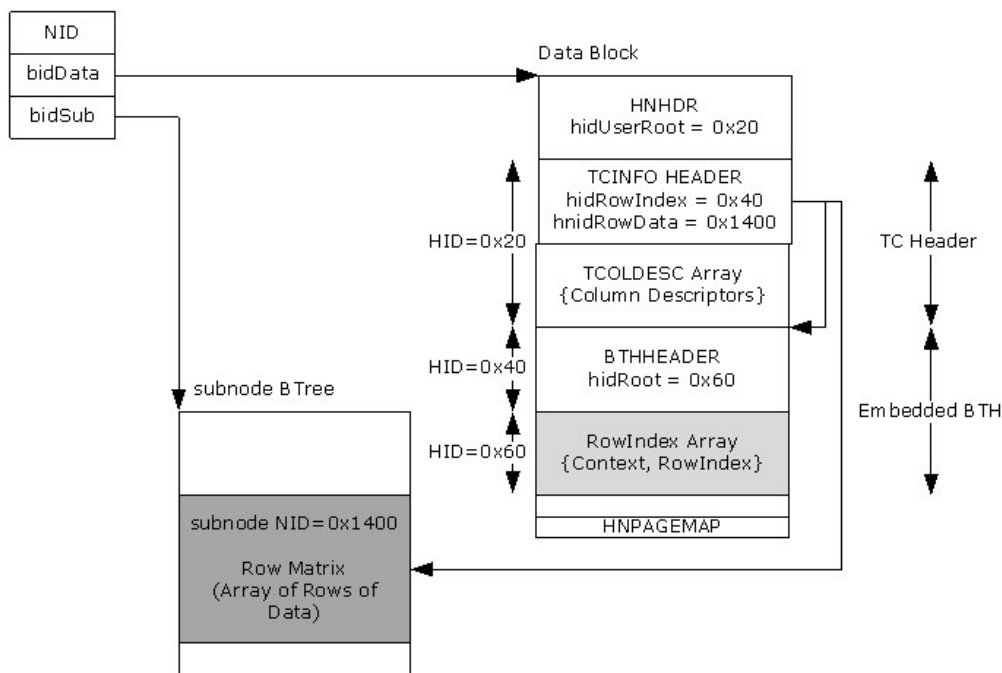 NID
bidData
bidSub
Data Block
HNHDR
hidUserRoot = 0x20
TCINFO HEADER
hidRowIndex = 0x40
hnidRowData = 0x1400
HID=0x20
TC Header
TCOLDESC Array
{Column Descriptors}
HID=0x40
BTHHEADER
hidRoot = 0x60
subnode BTree
Embedded BTH
HID=0x60
RowIndex Array
{Context, RowIndex}
HNPAGEMAP
subnode NID=0x1400
Row Matrix
(Array of Rows of
Data)